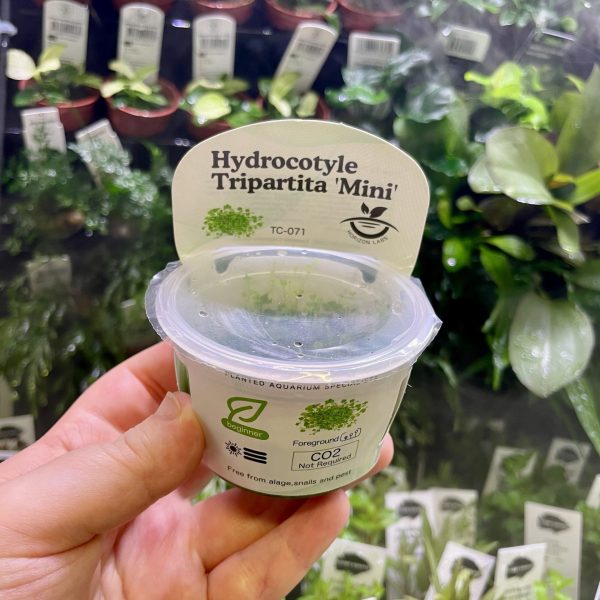 Hydrocotyle
Tripartita 'Mini'
TC-071
HORIZON LABS
PLANTED AQUARIUM SPECIALIST
beginner
Foreground
CO2
Not Required
Free from alage,snails and pest